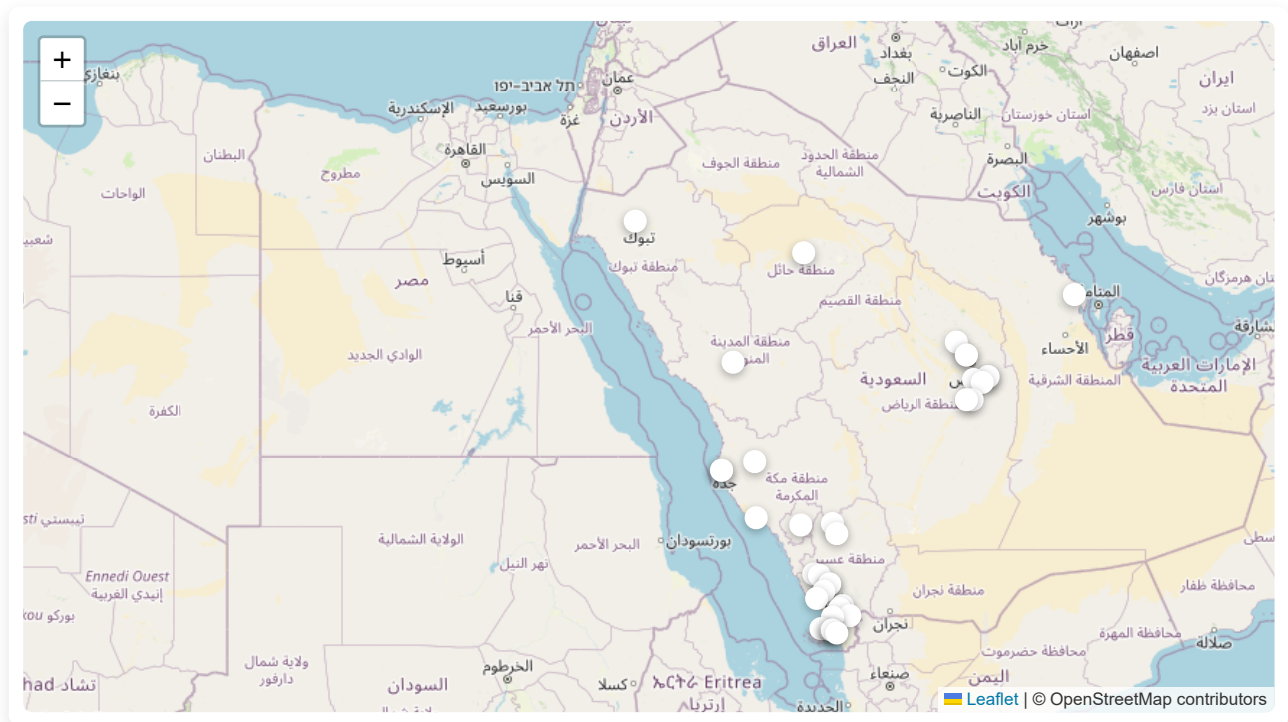 +
−
العراق
بغداد
خرم آباد
اصفهان
ایران
استان یزد
النجف
الكوت
الناصرية
استان خوزستان
البصرة
الكويت
استان فارس
بوشهر
بنغازي
תל אביב-יפו
عمان
الإسكندرية
بورسعيد
غزة
الأردن
القاهرة
السويس
البطنان
مطروح
الواحات
منطقة الجوف
منطقة الحدود
الشمالية
تبوك
منطقة تبوك
منطقة حائل
منطقة القصيم
أسيوط
مصر
قنا
البحر الأحمر
الوادي الجديد
الكفرة
منطقة المدينة
السعودية
منطقة الرياض
الأحساء
المنطقة الشرقية
قطر
الإمارات العربية
المتحدة
جدة
منطقة مكة
المكرمة
منطقة عسير
منطقة نجران
نجران
بورتسودان
البحر الأحمر
الولاية الشمالية
نهر النيل
تيبستي
Ennedi Ouest
إنيدي الغربية
بوركو
ولاية شمال
دارفور
السودان
تشاد
الخرطوم
كسلا
ኤርትራ Eritrea
إرتريا
صنعاء
الحديدة
اليمن
محافظة حضرموت
محافظة المهرة
محافظة ظفار
صلالة
Leaflet | © OpenStreetMap contributors